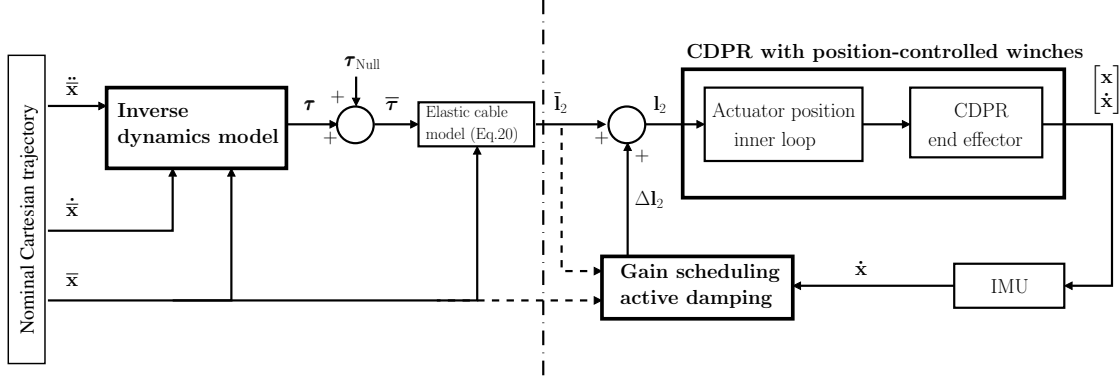 CDPR with position-controlled winches
Nominal Cartesian trajectory
ẍ̅
Inverse
dynamics model
τ
τ_Null
+
+
τ̅
Elastic cable
model (Eq.20)
l̅₂
+
+
l₂
Actuator position
inner loop
CDPR
end effector
[x
ẋ]
ẋ̅
x̅
Δl₂
Gain scheduling
active damping
ẋ
IMU